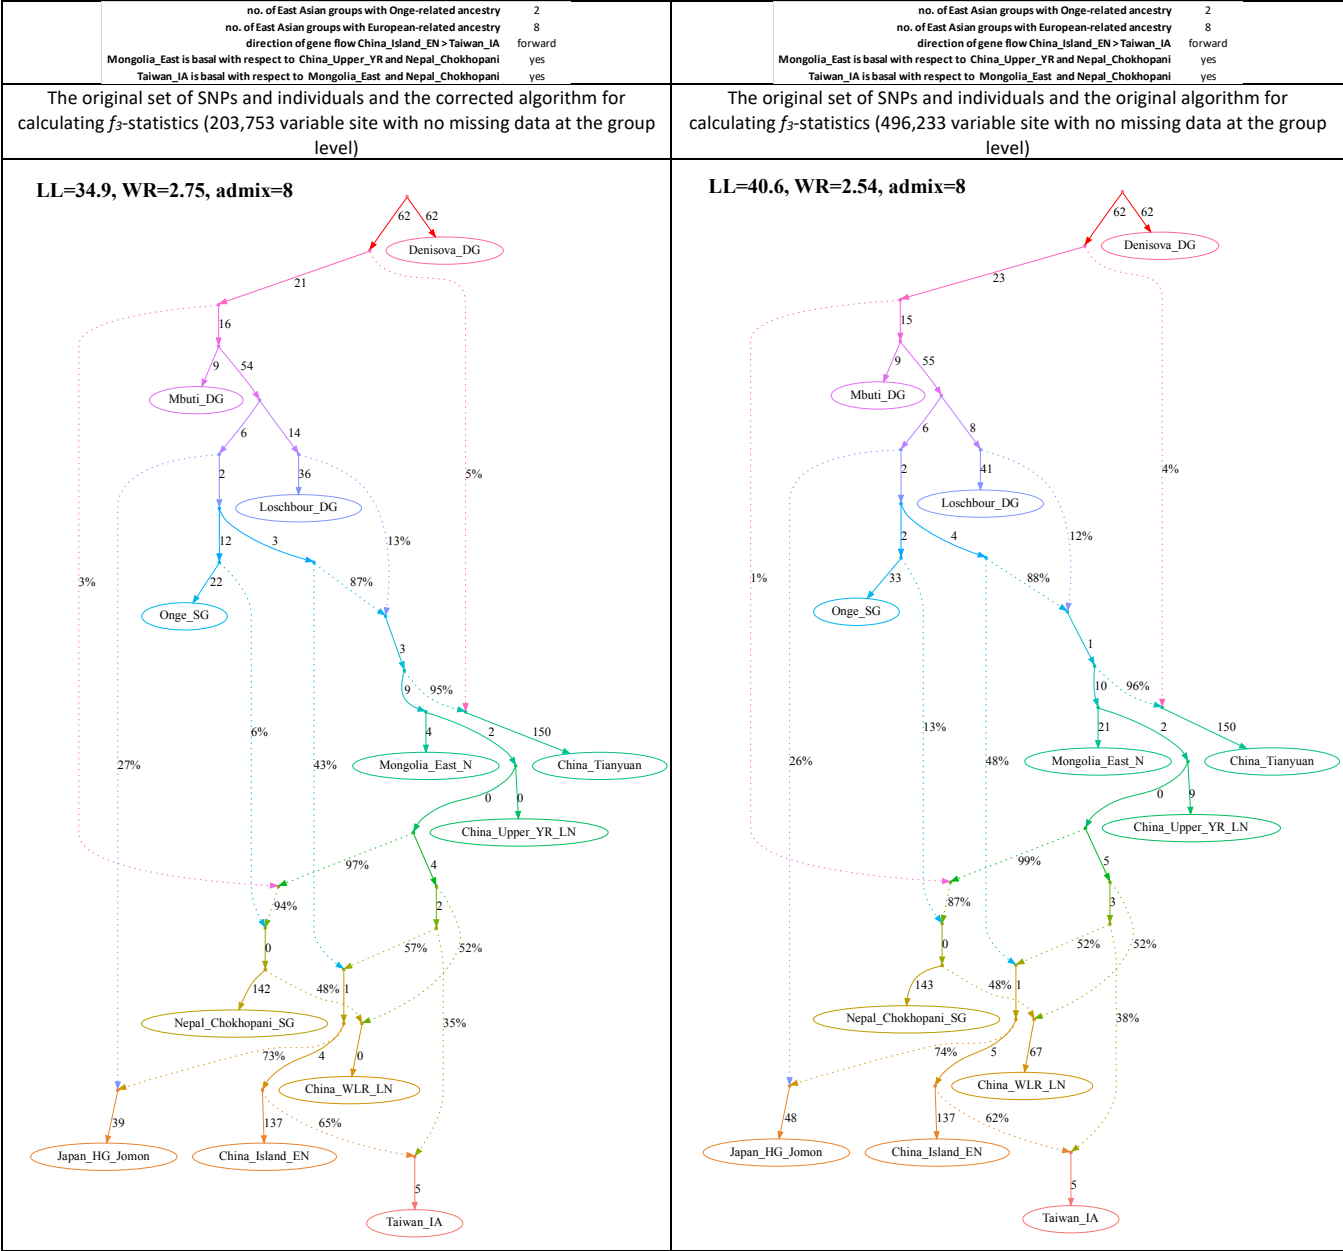 no. of East Asian groups with Onge-related ancestry 2
no. of East Asian groups with European-related ancestry 8
direction of gene flow China_Island_EN > Taiwan_IA forward
Mongolia_East is basal with respect to China_Upper_YR and Nepal_Chokhopani yes
Taiwan_IA is basal with respect to Mongolia_East and Nepal_Chokhopani yes
The original set of SNPs and individuals and the corrected algorithm for
calculating f3-statistics (203,753 variable site with no missing data at the group
level)
LL=34.9, WR=2.75, admix=8
62 62
Denisova_DG
21
16
9 54
Mbuti_DG
6 14
2 36 5%
Loschbour_DG
12 3 13%
3% 22 87%
Onge_SG
3
9 95%
6% 4 2 150
27% 43% Mongolia_East_N China_Tianyuan
0 0
China_Upper_YR_LN
97% 4
94% 2
0 57% 52%
142 48% 1
Nepal_Chokhopani_SG 35%
73% 4 0
China_WLR_LN
39 137 65%
Japan_HG_Jomon China_Island_EN
5
Taiwan_IA
no. of East Asian groups with Onge-related ancestry 2
no. of East Asian groups with European-related ancestry 8
direction of gene flow China_Island_EN > Taiwan_IA forward
Mongolia_East is basal with respect to China_Upper_YR and Nepal_Chokhopani yes
Taiwan_IA is basal with respect to Mongolia_East and Nepal_Chokhopani yes
The original set of SNPs and individuals and the original algorithm for
calculating f3-statistics (496,233 variable site with no missing data at the group
level)
LL=40.6, WR=2.54, admix=8
62 62
Denisova_DG
23
15
9 55
Mbuti_DG
6 8
2 41 4%
Loschbour_DG
2 4 12%
1% 33 88%
Onge_SG
1
10 96%
13% 21 2 150
26% 48% Mongolia_East_N China_Tianyuan
0 9
China_Upper_YR_LN
99% 5
87% 3
0 52% 52%
143 48% 1
Nepal_Chokhopani_SG 38%
74% 5 67
China_WLR_LN
48 137 62%
Japan_HG_Jomon China_Island_EN
5
Taiwan_IA